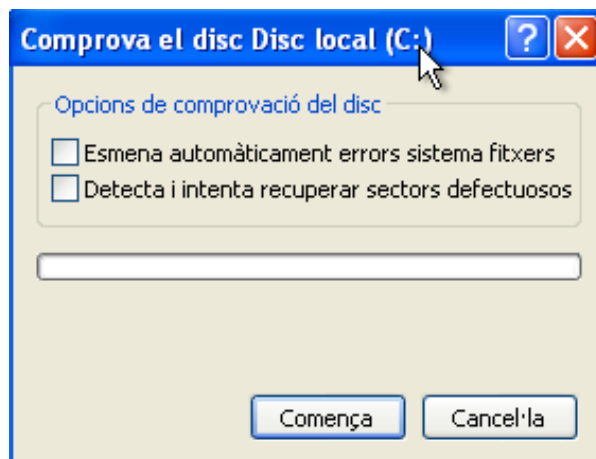 Comprova el disc Disc local (C:)
Opcions de comprovació del disc
Esmena automàticament errors sistema fitxers
Detecta i intenta recuperar sectors defectuosos
Comença
Cancel·la